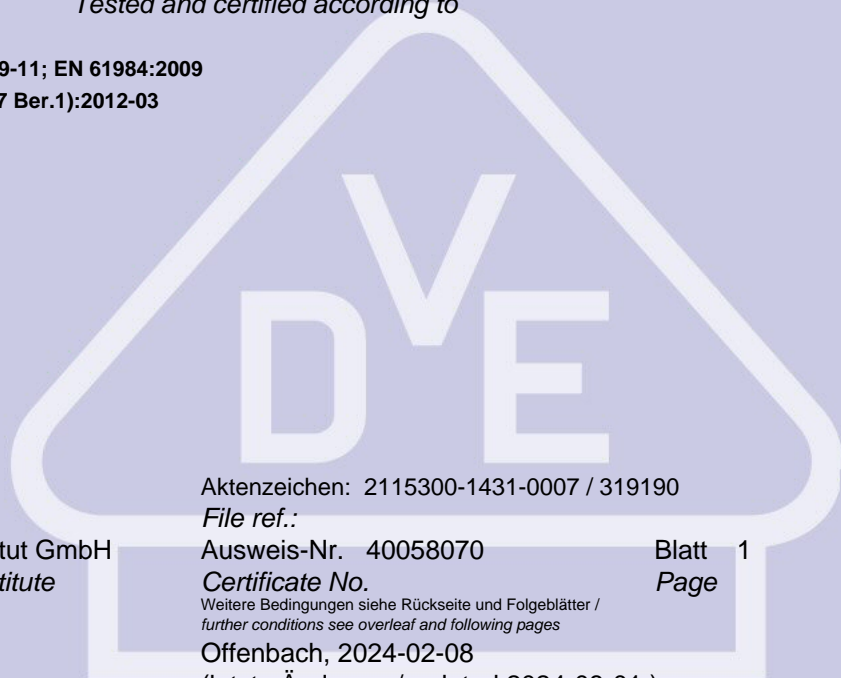 Tested and certified according to
9-11; EN 61984:2009
7 Ber.1):2012-03
VDE
Aktenzeichen: 2115300-1431-0007 / 319190
File ref.:
tut GmbH Ausweis-Nr. 40058070 Blatt 1
titute Certificate No. Page
Weitere Bedingungen siehe Rückseite und Folgeblätter /
further conditions see overleaf and following pages
Offenbach, 2024-02-08